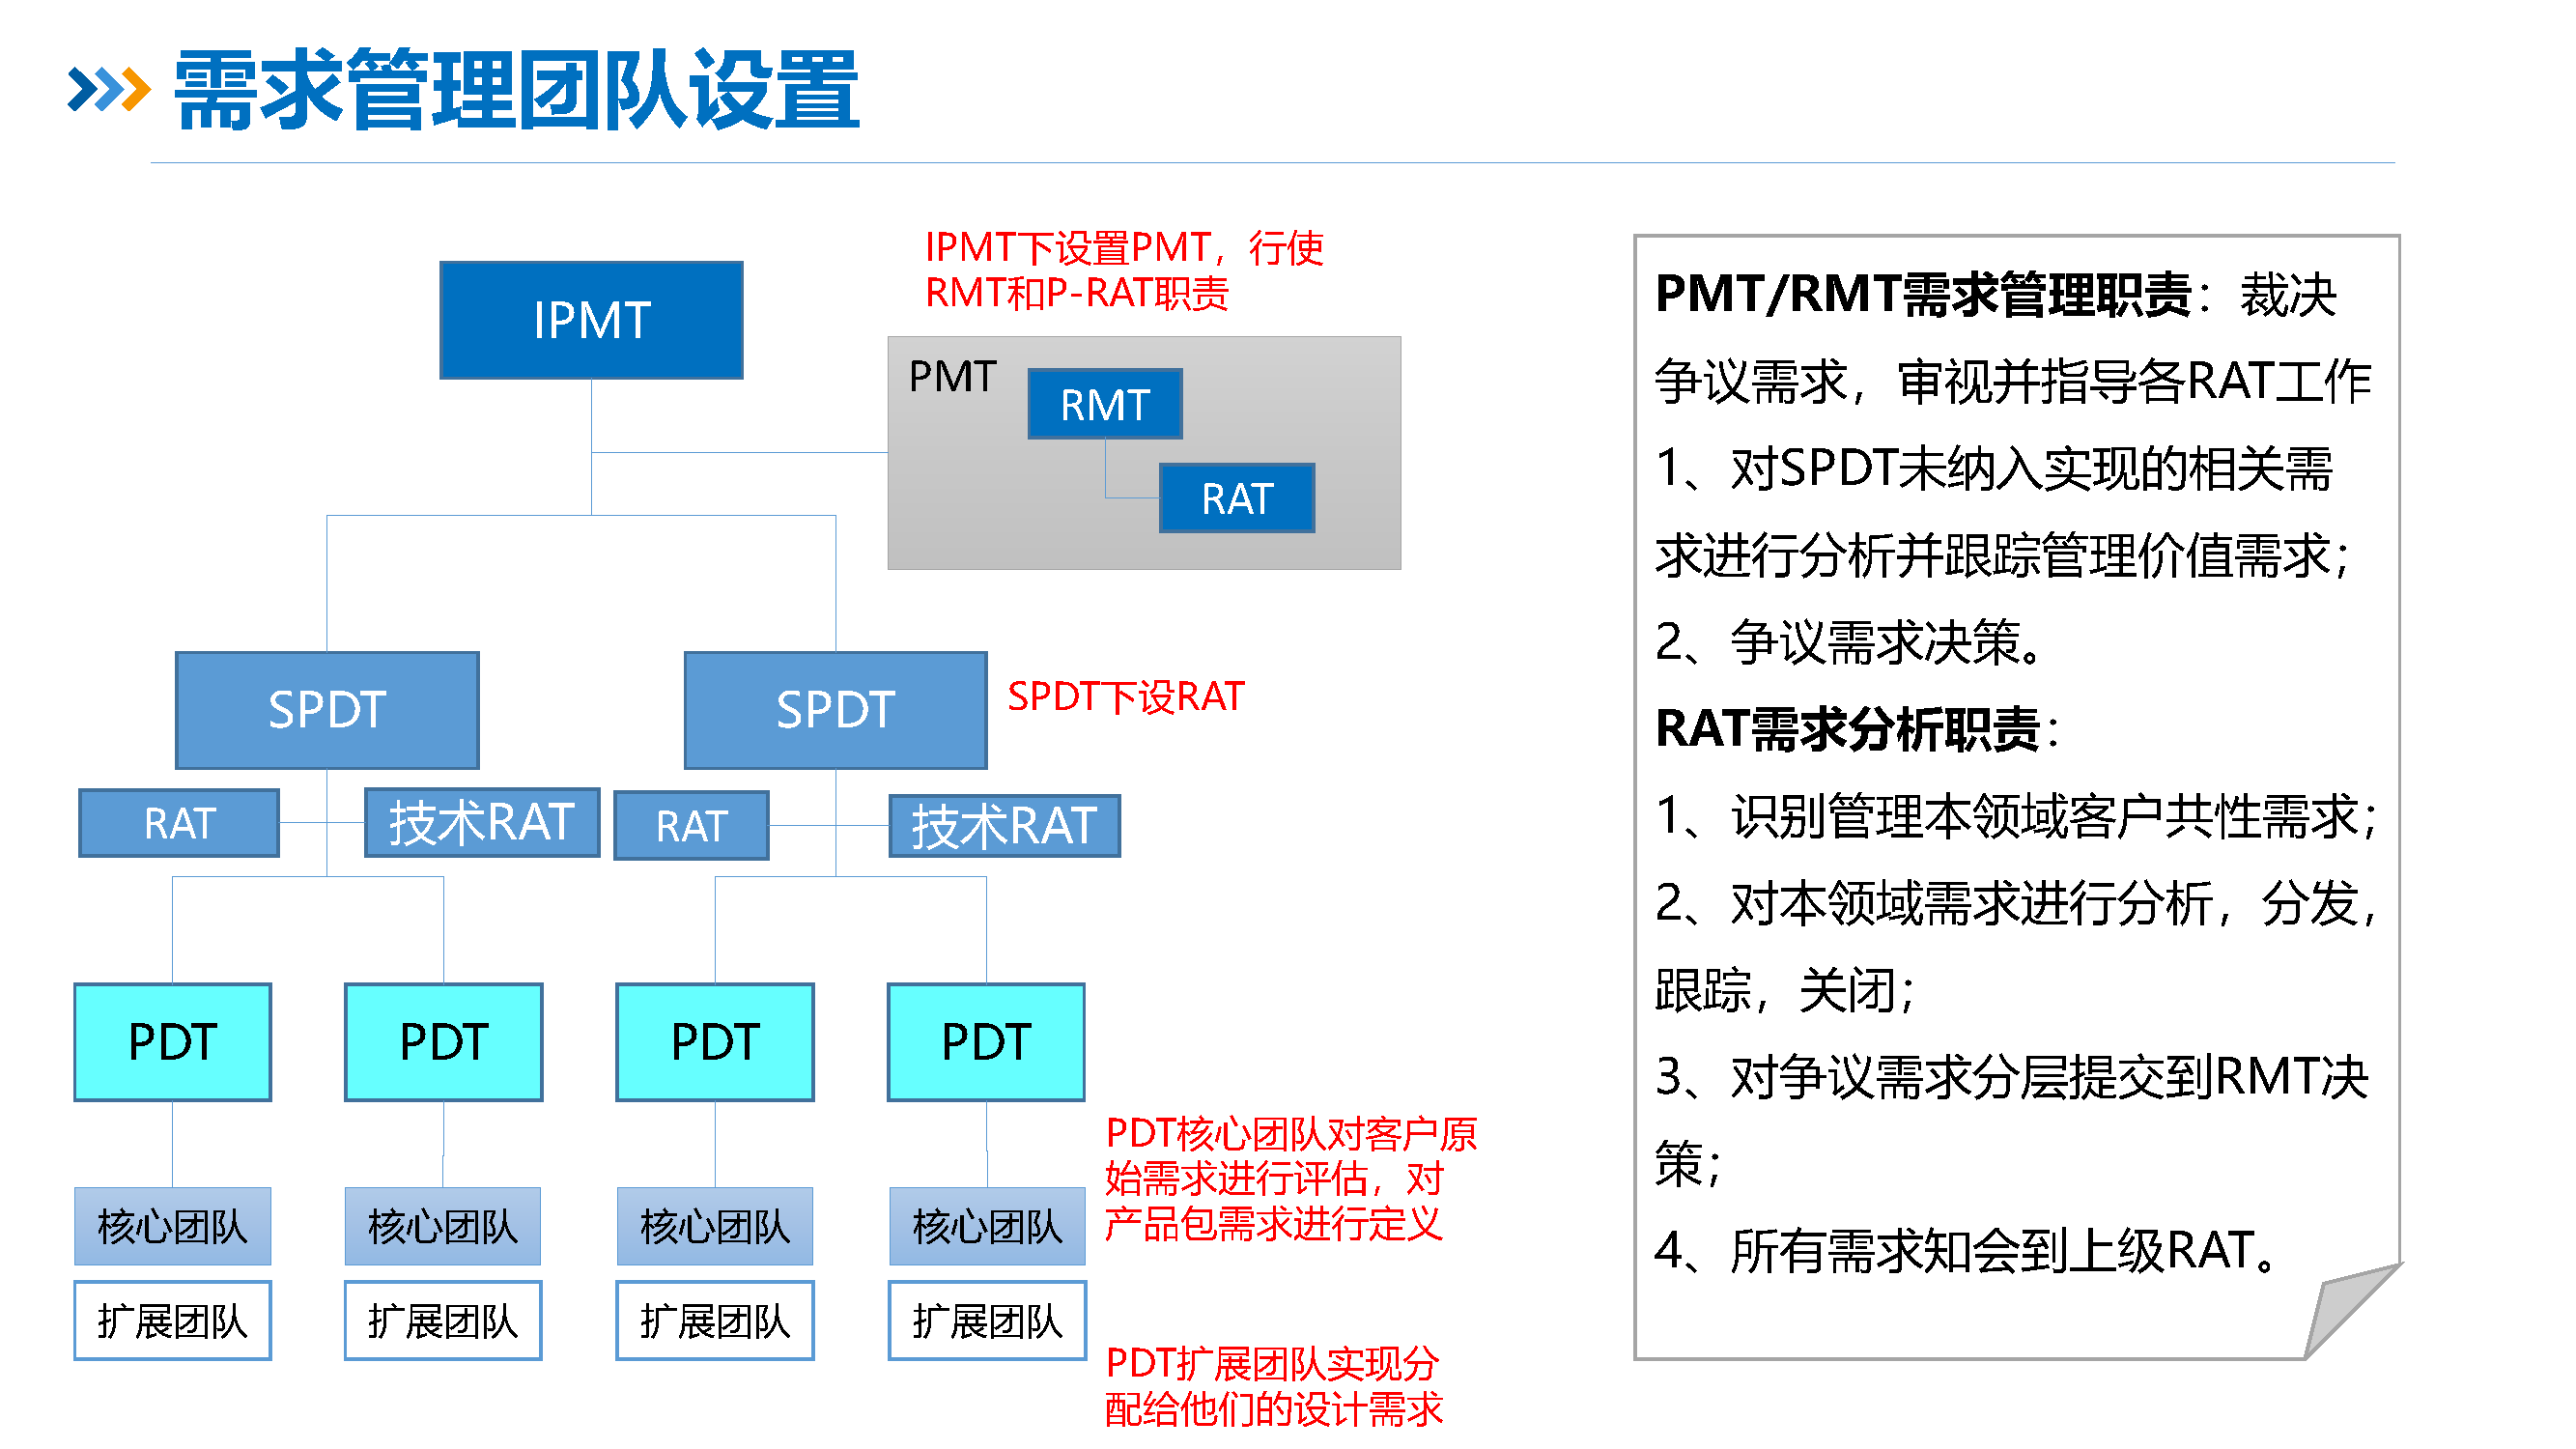 需求管理团队设置
IPMT下设置PMT，行使
RMT和P-RAT职责
IPMT
PMT
RMT
RAT
SPDT
SPDT
SPDT下设RAT
RAT
技术RAT
RAT
技术RAT
PDT
PDT
PDT
PDT
PDT核心团队对客户原
始需求进行评估，对
产品包需求进行定义
核心团队
核心团队
核心团队
核心团队
扩展团队
扩展团队
扩展团队
扩展团队
PDT扩展团队实现分
配给他们的设计需求
PMT/RMT需求管理职责：裁决
争议需求，审视并指导各RAT工作
1、对SPDT未纳入实现的相关需
求进行分析并跟踪管理价值需求；
2、争议需求决策。
RAT需求分析职责：
1、识别管理本领域客户共性需求；
2、对本领域需求进行分析，分发，
跟踪，关闭；
3、对争议需求分层提交到RMT决
策；
4、所有需求知会到上级RAT。